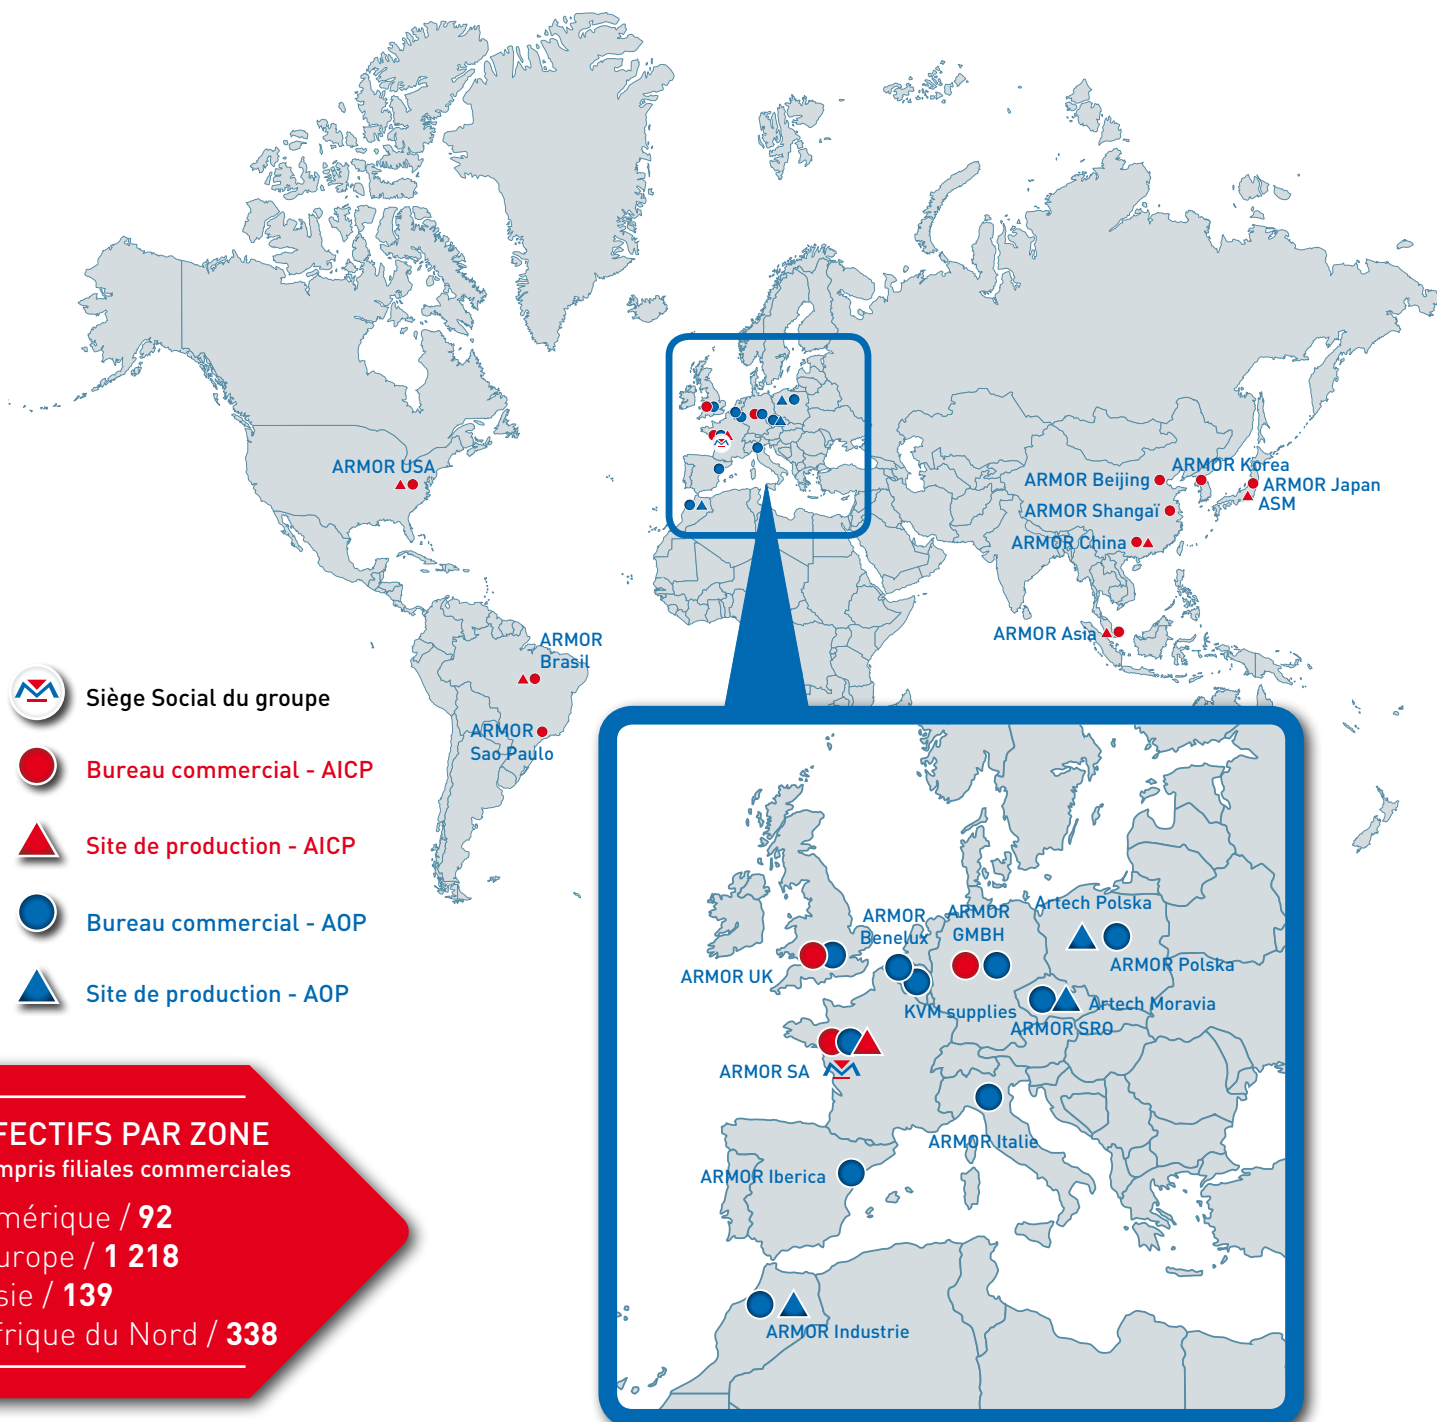 ARMOR USA
ARMOR Korea
ARMOR Beijing
ARMOR Japan
ASM
ARMOR Shangaï
ARMOR China
ARMOR Asia
ARMOR
Brasil
ARMOR
Sao Paulo
Siège Social du groupe
Bureau commercial - AICP
Site de production - AICP
Bureau commercial - AOP
Site de production - AOP
FECTIFS PAR ZONE
mpris filiales commerciales
mérique / 92
urope / 1 218
sie / 139
frique du Nord / 338
Artech Polska
ARMOR
Benelux
ARMOR
GMBH
ARMOR UK
ARMOR Polska
KVM supplies
Artech Moravia
ARMOR SRO
ARMOR SA
ARMOR Italie
ARMOR Iberica
ARMOR Industrie